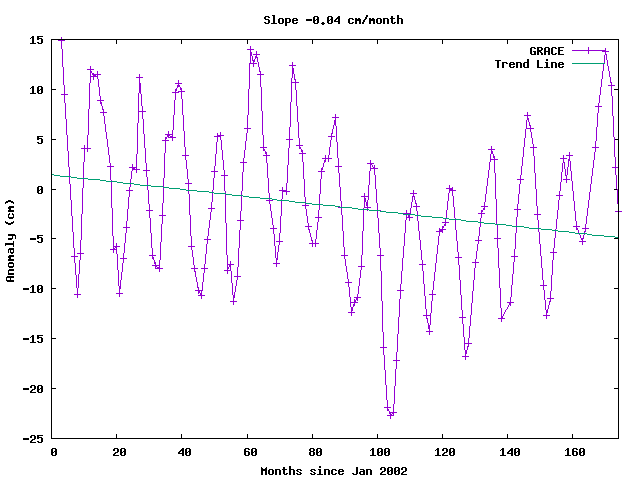 Slope -0.04 cm/month
GRACE
Trend Line
15
10
5
0
-5
-10
-15
-20
-25
Anomaly (cm)
0 20 40 60 80 100 120 140 160
Months since Jan 2002